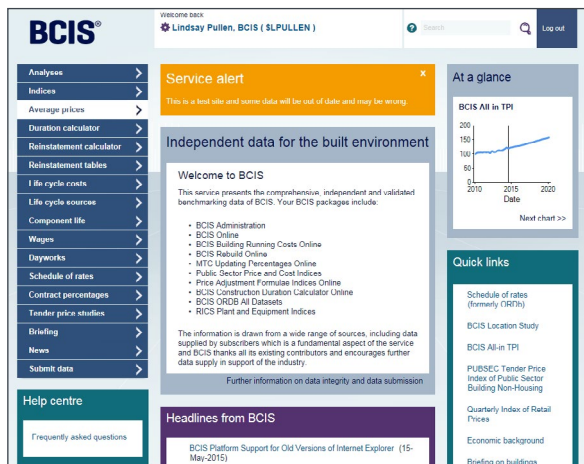 BCIS®
Welcome back
Lindsay Pullen, BCIS ( $LPULLEN )
?
Search
Log out
Analyses
Indices
Average prices
Duration calculator
Reinstatement calculator
Reinstatement tables
Life cycle costs
Life cycle sources
Component life
Wages
Dayworks
Schedule of rates
Contract percentages
Tender price studies
Briefing
News
Submit data
Help centre
Frequently asked questions
Service alert
x
This is a test site and some data will be out of date and may be wrong.
Independent data for the built environment
Welcome to BCIS
This service presents the comprehensive, independent and validated
benchmarking data of BCIS. Your BCIS packages include:
• BCIS Administration
• BCIS Online
• BCIS Building Running Costs Online
• BCIS Rebuild Online
• MTC Updating Percentages Online
• Public Sector Price and Cost Indices
• Price Adjustment Formulae Indices Online
• BCIS Construction Duration Calculator Online
• BCIS ORDB All Datasets
• RICS Plant and Equipment Indices
The information is drawn from a wide range of sources, including data
supplied by subscribers which is a fundamental aspect of the service
and BCIS thanks all its existing contributors and encourages further
data supply in support of the industry.
Further information on data integrity and data submission
Headlines from BCIS
BCIS Platform Support for Old Versions of Internet Explorer (15-
May-2015)
At a glance
BCIS All in TPI
200
150
100
50
0
2010 2015 2020
Date
Next chart >>
Quick links
Schedule of rates
(formerly ORDb)
BCIS Location Study
BCIS All-in TPI
PUBSEC Tender Price
Index of Public Sector
Building Non-Housing
Quarterly Index of Retail
Prices
Economic background
Briefing on buildings